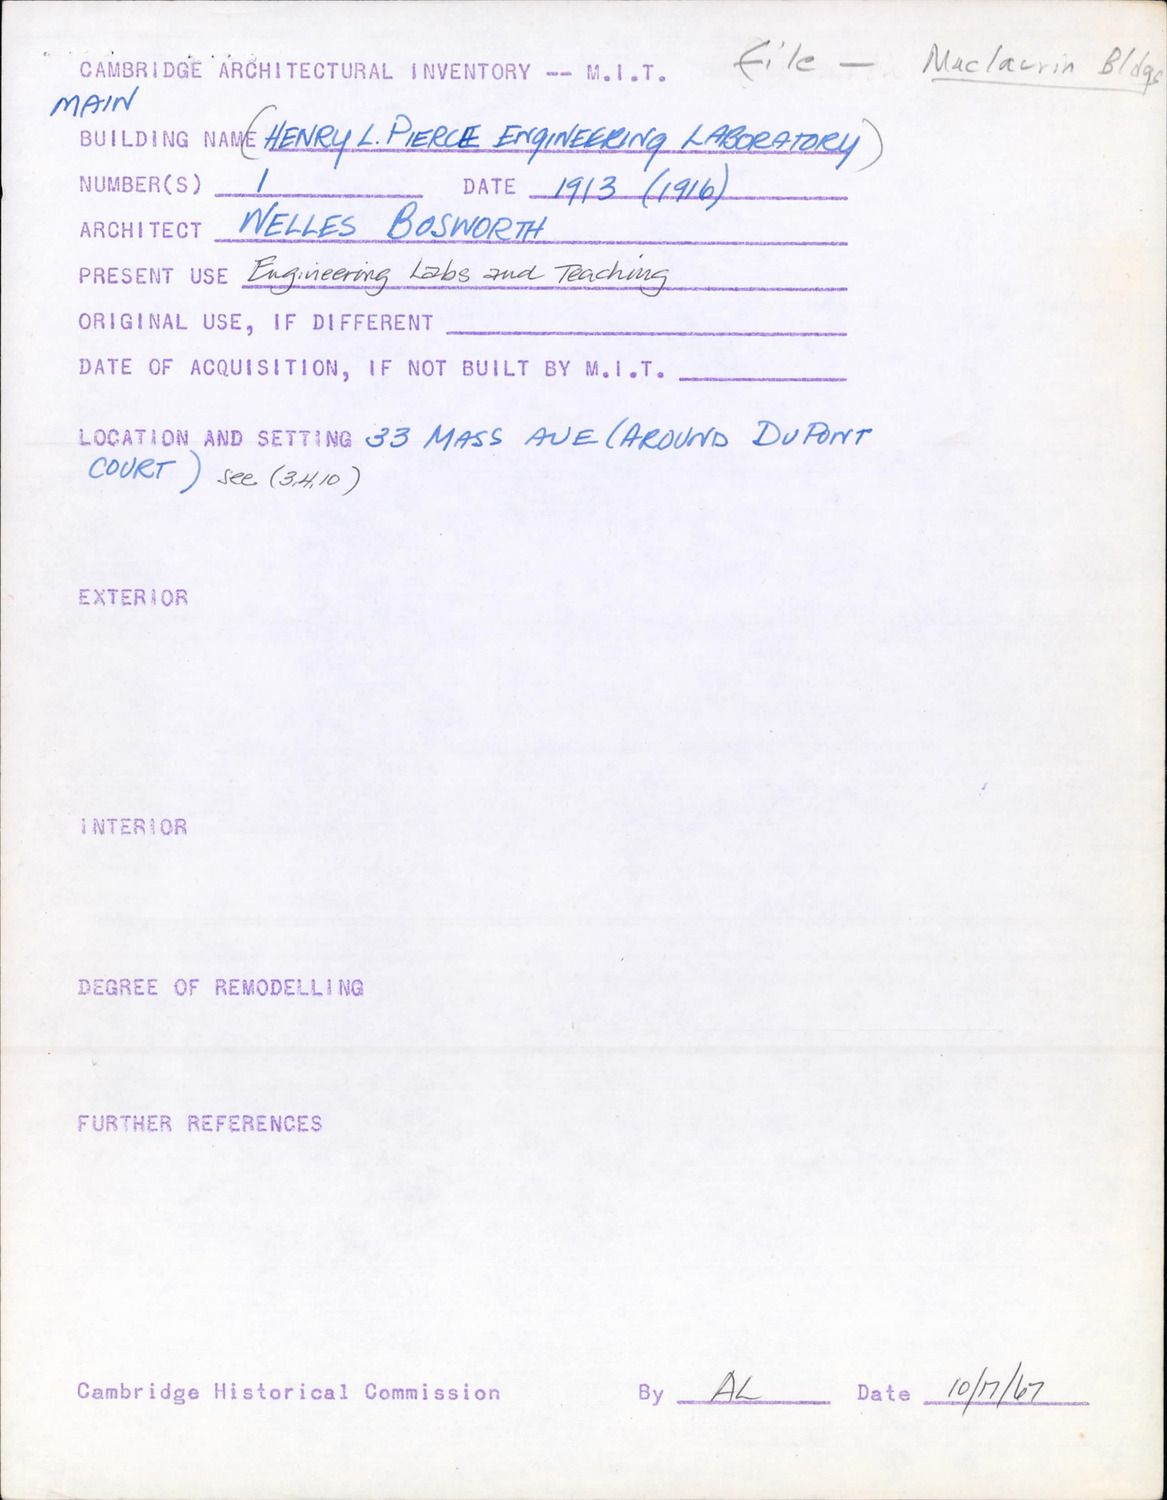 CAMBRIDGE ARCHITECTURAL INVENTORY -- M.I.T. File — Maclaurin Bldgs
MAIN
BUILDING NAME (HENRY L. PIERCE ENGINEERING LABORATORY)
NUMBER(S) 1 DATE 1913 (1916)
ARCHITECT WELLES BOSWORTH
PRESENT USE Engineering Labs and Teaching
ORIGINAL USE, IF DIFFERENT
DATE OF ACQUISITION, IF NOT BUILT BY M.I.T.
LOCATION AND SETTING 33 MASS AVE (AROUND DUPONT
COURT) see (3,4,10)
EXTERIOR
INTERIOR
DEGREE OF REMODELLING
FURTHER REFERENCES
Cambridge Historical Commission By AL Date 10/17/67